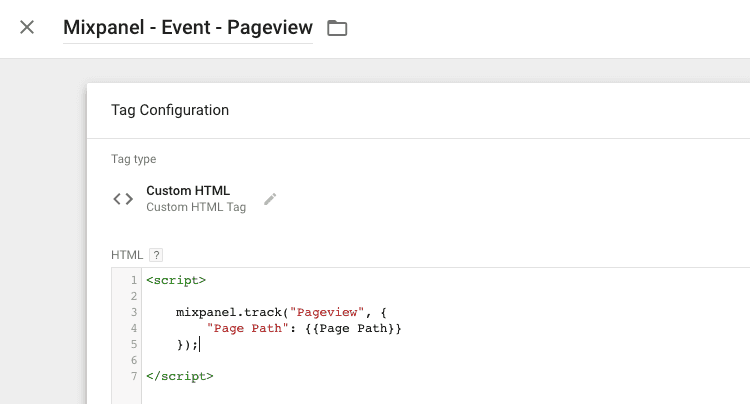 Mixpanel - Event - Pageview
Tag Configuration
Tag type
Custom HTML
Custom HTML Tag
HTML ?
1 <script>
2
3     mixpanel.track("Pageview", {
4         "Page Path": {{Page Path}}
5     });
6
7 </script>